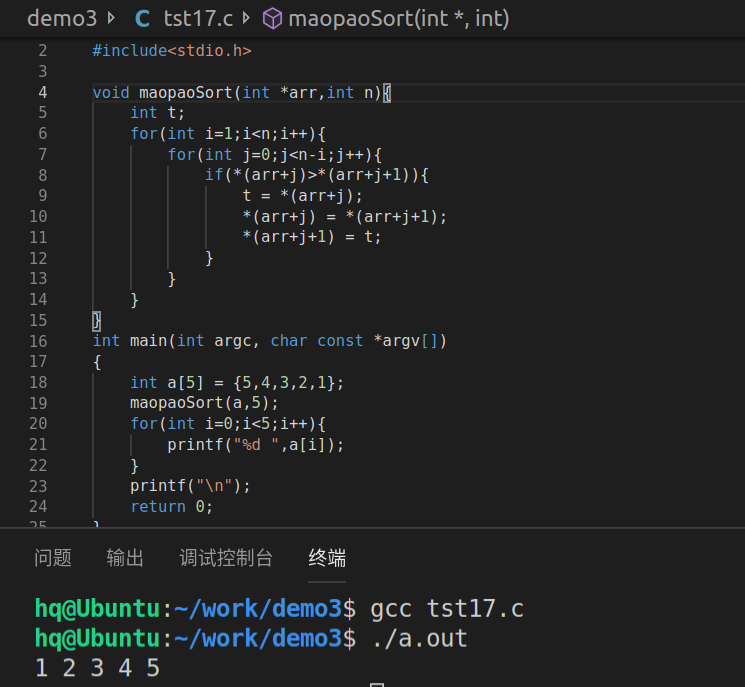 demo3 C tst17.c maopaoSort(int *, int)
2 #include<stdio.h>
3
4 void maopaoSort(int *arr,int n){
5     int t;
6     for(int i=1;i<n;i++){
7         for(int j=0;j<n-i;j++){
8             if(*(arr+j)>*(arr+j+1)){
9                 t = *(arr+j);
10                 *(arr+j) = *(arr+j+1);
11                 *(arr+j+1) = t;
12             }
13         }
14     }
15 }
16 int main(int argc, char const *argv[])
17 {
18     int a[5] = {5,4,3,2,1};
19     maopaoSort(a,5);
20     for(int i=0;i<5;i++){
21         printf("%d ",a[i]);
22     }
23     printf("\n");
24     return 0;
25 }
问题 输出 调试控制台 终端
hq@Ubuntu:~/work/demo3$ gcc tst17.c
hq@Ubuntu:~/work/demo3$ ./a.out
1 2 3 4 5